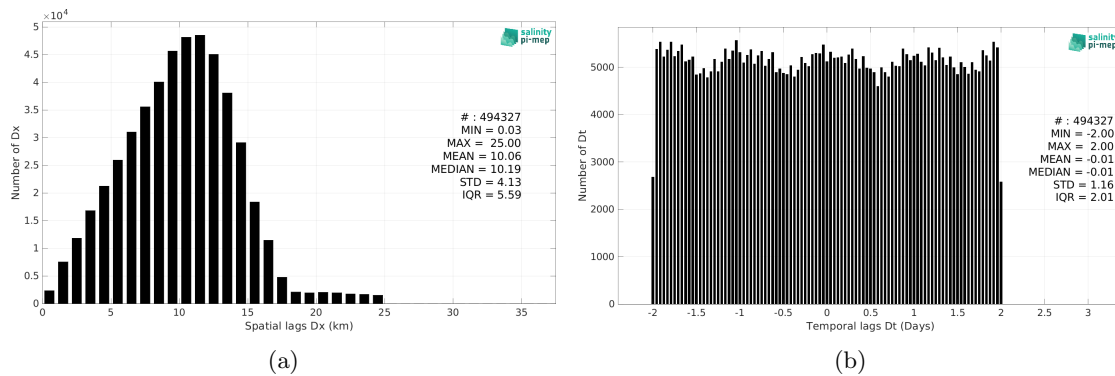 ×10⁴
5
4.5
4
3.5
3
2.5
2
1.5
1
0.5
0
Number of Dx
0 5 10 15 20 25 30 35
Spatial lags Dx (km)
salinity
pi-mep
# : 494327
MIN = 0.03
MAX = 25.00
MEAN = 10.06
MEDIAN = 10.19
STD = 4.13
IQR = 5.59
(a)
5000
4000
3000
2000
1000
0
Number of Dt
-2 -1.5 -1 -0.5 0 0.5 1 1.5 2 2.5 3
Temporal lags Dt (Days)
salinity
pi-mep
# : 494327
MIN = -2.00
MAX = 2.00
MEAN = -0.01
MEDIAN = -0.01
STD = 1.16
IQR = 2.01
(b)